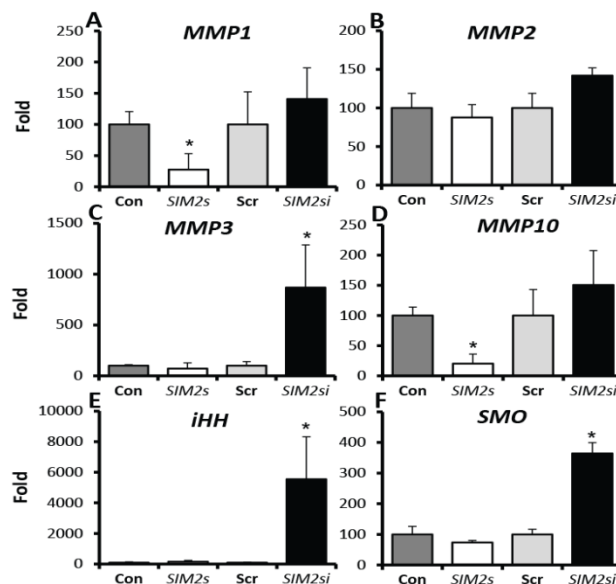 A MMP1
250
200
150
100
50
0
Fold
*
Con SIM2s Scr SIM2si
B MMP2
200
150
100
50
0
Con SIM2s Scr SIM2si
C MMP3
1500
1000
500
0
Fold
*
Con SIM2s Scr SIM2si
D MMP10
250
200
150
100
50
0
*
Con SIM2s Scr SIM2si
E iHH
10000
8000
6000
4000
2000
0
Fold
*
Con SIM2s Scr SIM2si
F SMO
500
400
300
200
100
0
*
Con SIM2s Scr SIM2si